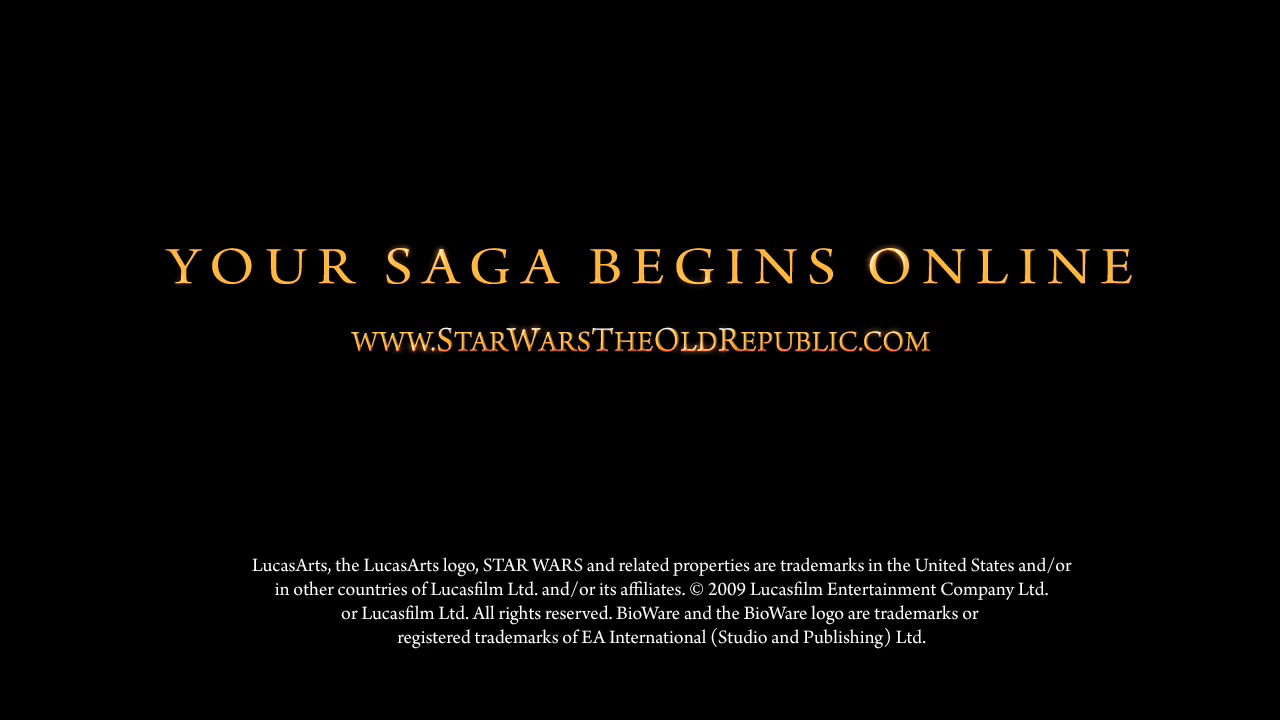 YOUR SAGA BEGINS ONLINE
WWW.STARWARSTHEOLDREPUBLIC.COM
LucasArts, the LucasArts logo, STAR WARS and related properties are trademarks in the United States and/or
in other countries of Lucasfilm Ltd. and/or its affiliates. © 2009 Lucasfilm Entertainment Company Ltd.
or Lucasfilm Ltd. All rights reserved. BioWare and the BioWare logo are trademarks or
registered trademarks of EA International (Studio and Publishing) Ltd.